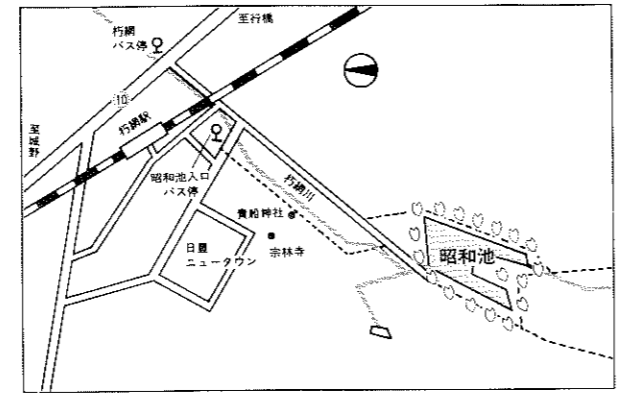 朽網
バス停
至行橋
10
朽網駅
至城野
昭和池入口
バス停
朽網川
貴船神社
宗林寺
日豊
ニュータウン
昭和池